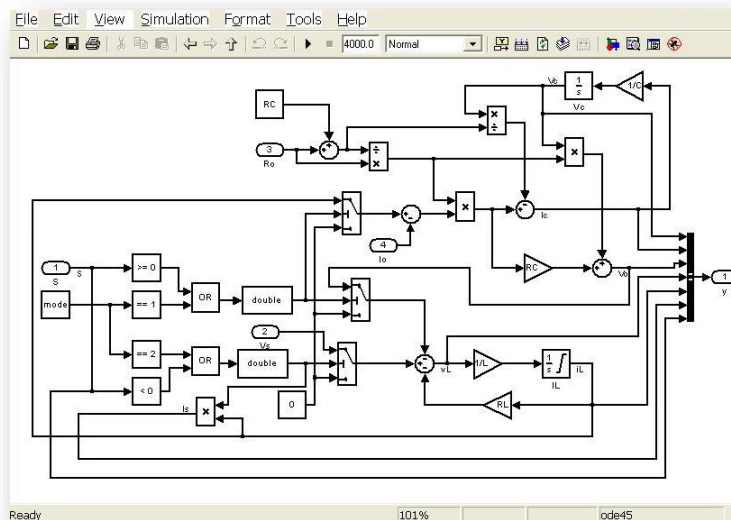 File Edit View Simulation Format Tools Help
4000.0 Normal
RC
Vc
1
s
Vc
1/C
×
÷
3
Ro
÷
×
×
×
Ic
4
Io
RC
Vo
1
S
S
>= 0
mode
== 1
OR
double
== 2
OR
double
< 0
2
Vs
Is
×
0
vL
1/L
1
s
IL
iL
RL
1
y
Ready 101% ode45